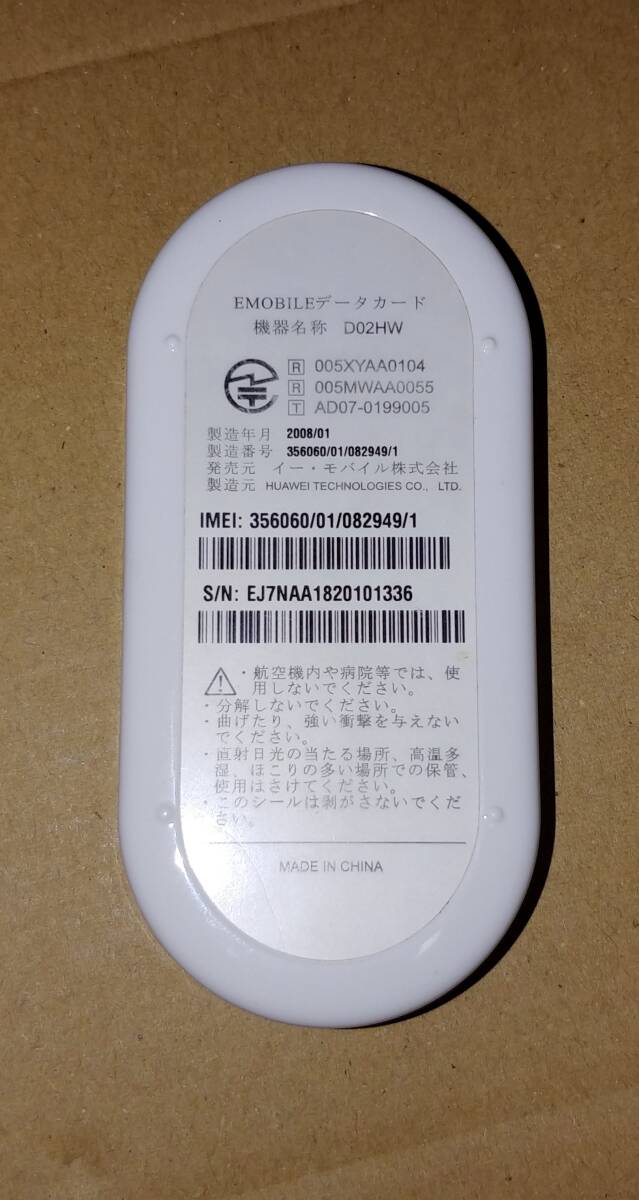 EMOBILEデータカード
機器名称 D02HW
R 005XYAA0104
R 005MWAA0055
T AD07-0199005
製造年月 2008/01
製造番号 356060/01/082949/1
発売元 イー・モバイル株式会社
製造元 HUAWEI TECHNOLOGIES CO., LTD.
IMEI: 356060/01/082949/1
S/N: EJ7NAA1820101336
・航空機内や病院等では、使
用しないでください。
・分解しないでください。
・曲げたり、強い衝撃を与えない
でください。
・直射日光の当たる場所、高温多
湿、ほこりの多い場所での保管、
使用はさけてください。
・このシールは剥がさないでくだ
さい。
MADE IN CHINA